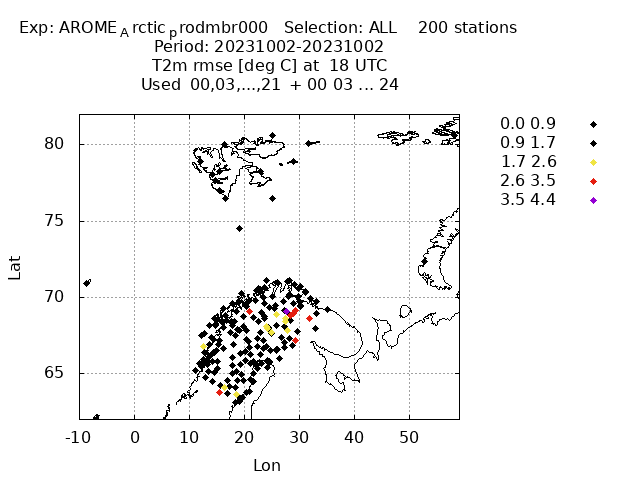 Exp: AROME_Arctic_prodmbr000 Selection: ALL 200 stations
Period: 20231002-20231002
T2m rmse [deg C] at 18 UTC
Used 00,03,...,21 + 00 03 ... 24
0.0 0.9
0.9 1.7
1.7 2.6
2.6 3.5
3.5 4.4
80
75
70
65
Lat
-10 0 10 20 30 40 50
Lon